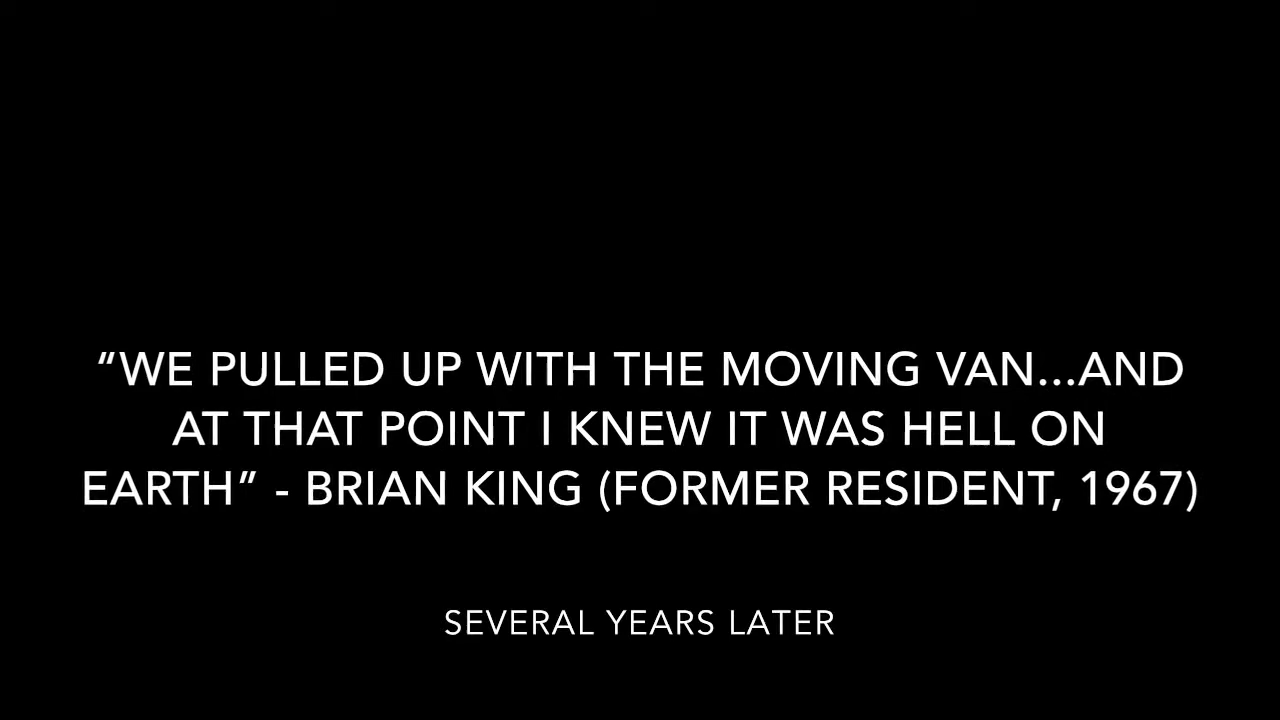 “WE PULLED UP WITH THE MOVING VAN...AND
AT THAT POINT I KNEW IT WAS HELL ON
EARTH” - BRIAN KING (FORMER RESIDENT, 1967)
SEVERAL YEARS LATER